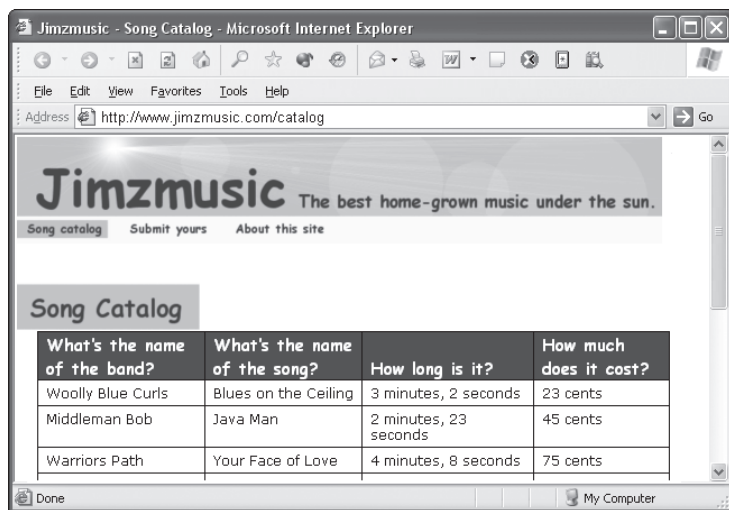 Jimzmusic - Song Catalog - Microsoft Internet Explorer
File Edit View Favorites Tools Help
Address http://www.jimzmusic.com/catalog Go
Jimzmusic The best home-grown music under the sun.
Song catalog Submit yours About this site
Song Catalog
What's the name What's the name How much
of the band? of the song? How long is it? does it cost?
Woolly Blue Curls Blues on the Ceiling 3 minutes, 2 seconds 23 cents
Middleman Bob Java Man 2 minutes, 23 45 cents
seconds
Warriors Path Your Face of Love 4 minutes, 8 seconds 75 cents
Done My Computer